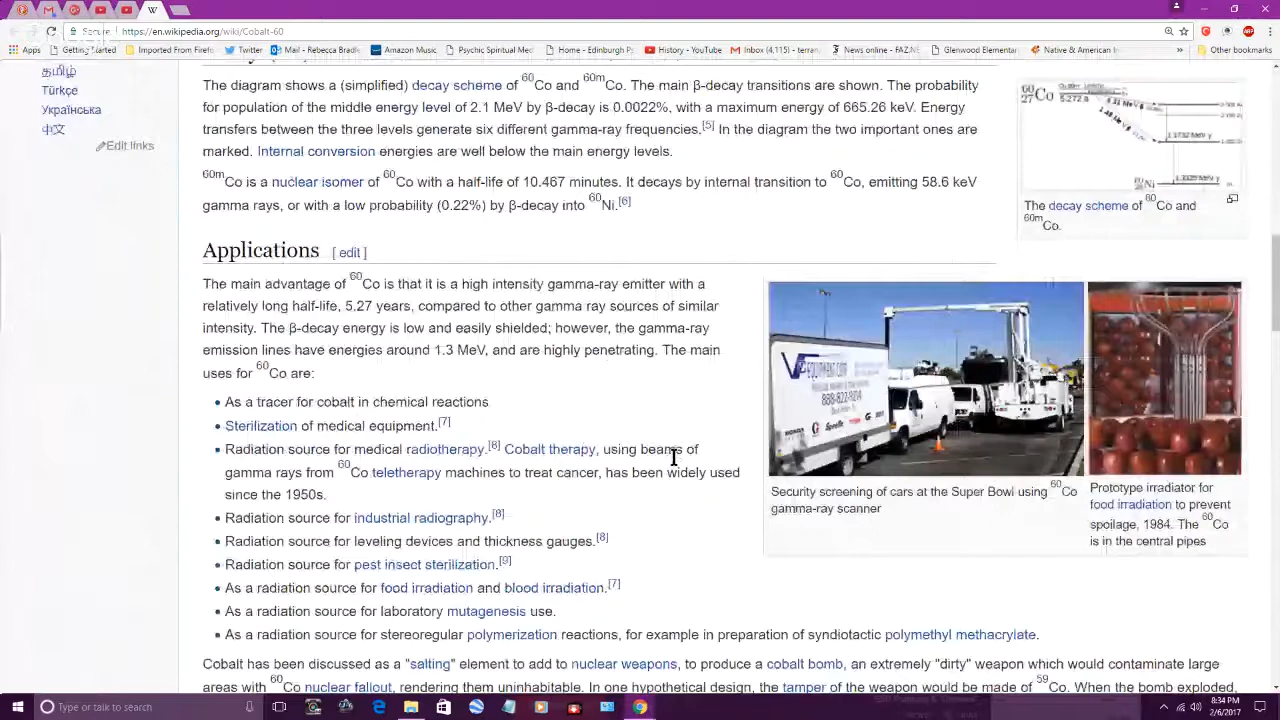 Secure
https://en.wikipedia.org/wiki/Cobalt-60
Apps Getting Started Imported From Firefox Twitter Mail - Rebecca Bradle Amazon Music Psychic Spiritual Med Home - Edinburgh P History - YouTube Inbox (4,115) - terran News online - FAZ.N Glenwood Elementar Native & American In Other bookmarks
தமிழ்
Türkçe
Українська
中文
Edit links
The diagram shows a (simplified) decay scheme of 60Co and 60mCo. The main β-decay transitions are shown. The probability
for population of the middle energy level of 2.1 MeV by β-decay is 0.0022%, with a maximum energy of 665.26 keV. Energy
transfers between the three levels generate six different gamma-ray frequencies.[5] In the diagram the two important ones are
marked. Internal conversion energies are well below the main energy levels.
60mCo is a nuclear isomer of 60Co with a half-life of 10.467 minutes. It decays by internal transition to 60Co, emitting 58.6 keV
gamma rays, or with a low probability (0.22%) by β-decay into 60Ni.[6]
60
27Co
5.272 a
60
28Ni
The decay scheme of 60Co and
60mCo.
Applications [ edit ]
The main advantage of 60Co is that it is a high intensity gamma-ray emitter with a
relatively long half-life, 5.27 years, compared to other gamma ray sources of similar
intensity. The β-decay energy is low and easily shielded; however, the gamma-ray
emission lines have energies around 1.3 MeV, and are highly penetrating. The main
uses for 60Co are:
• As a tracer for cobalt in chemical reactions
• Sterilization of medical equipment.[7]
• Radiation source for medical radiotherapy.[8] Cobalt therapy, using beams of
gamma rays from 60Co teletherapy machines to treat cancer, has been widely used
since the 1950s.
• Radiation source for industrial radiography.[8]
• Radiation source for leveling devices and thickness gauges.[8]
• Radiation source for pest insect sterilization.[9]
• As a radiation source for food irradiation and blood irradiation.[7]
• As a radiation source for laboratory mutagenesis use.
• As a radiation source for stereoregular polymerization reactions, for example in preparation of syndiotactic polymethyl methacrylate.
888-822-9214
Security screening of cars at the Super Bowl using 60Co
gamma-ray scanner
Prototype irradiator for
food irradiation to prevent
spoilage, 1984. The 60Co
is in the central pipes
Cobalt has been discussed as a "salting" element to add to nuclear weapons, to produce a cobalt bomb, an extremely "dirty" weapon which would contaminate large
areas with 60Co nuclear fallout, rendering them uninhabitable. In one hypothetical design, the tamper of the weapon would be made of 59Co. When the bomb exploded,
Type here to search
8:34 PM
2/6/2017